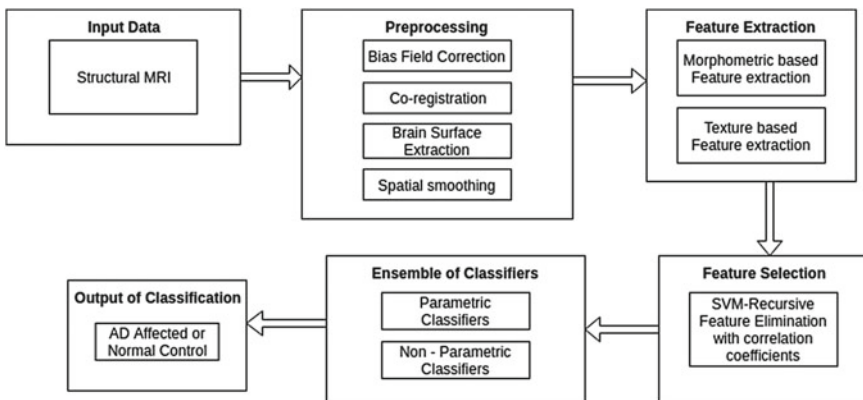 Input Data
Structural MRI
Preprocessing
Bias Field Correction
Co-registration
Brain Surface
Extraction
Spatial smoothing
Feature Extraction
Morphometric based
Feature extraction
Texture based
Feature extraction
Feature Selection
SVM-Recursive
Feature Elimination
with correlation
coefficients
Ensemble of Classifiers
Parametric
Classifiers
Non - Parametric
Classifiers
Output of Classification
AD Affected or
Normal Control